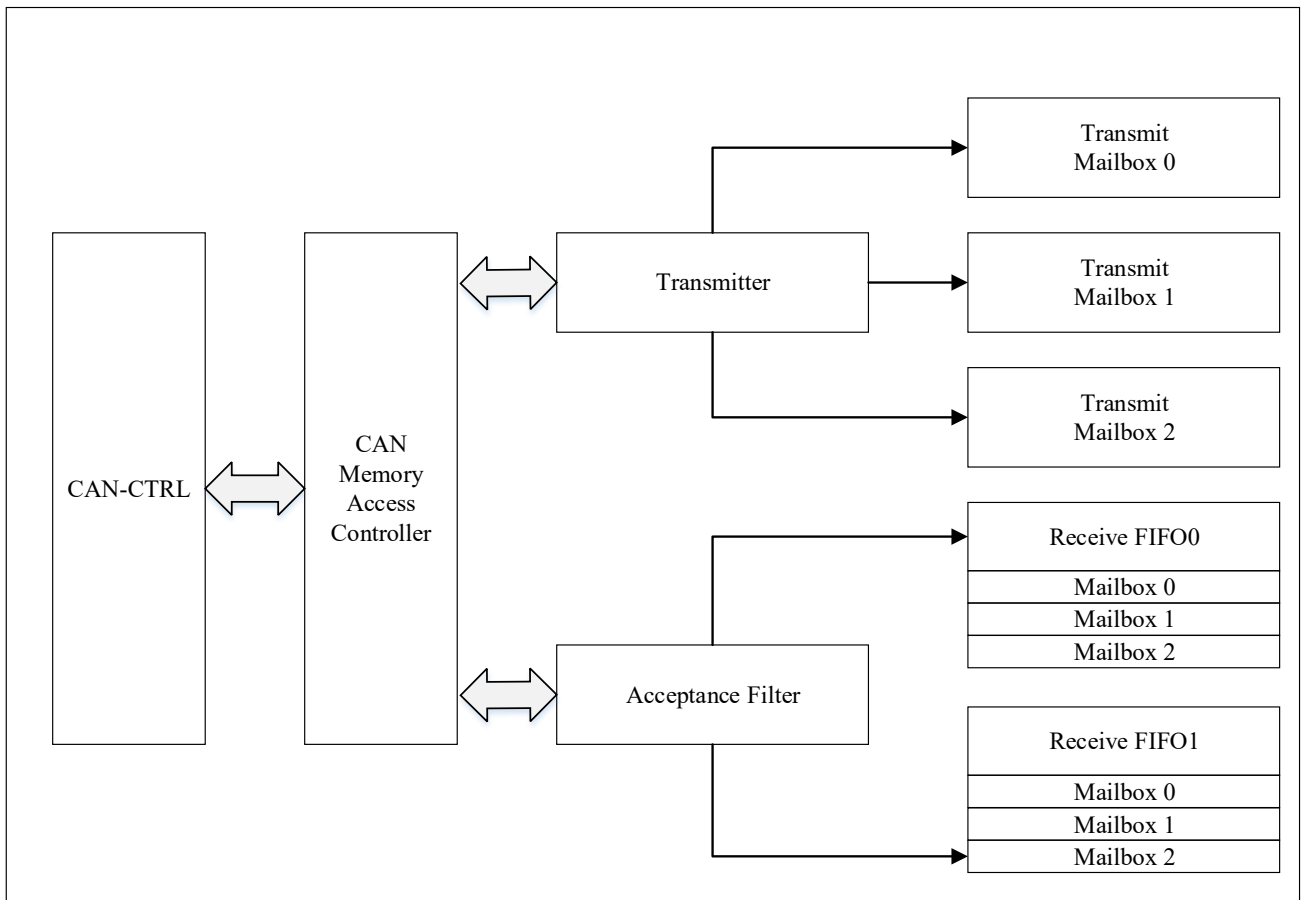 CAN-CTRL
CAN
Memory
Access
Controller
Transmitter
Acceptance Filter
Transmit
Mailbox 0
Transmit
Mailbox 1
Transmit
Mailbox 2
Receive FIFO0
Mailbox 0
Mailbox 1
Mailbox 2
Receive FIFO1
Mailbox 0
Mailbox 1
Mailbox 2